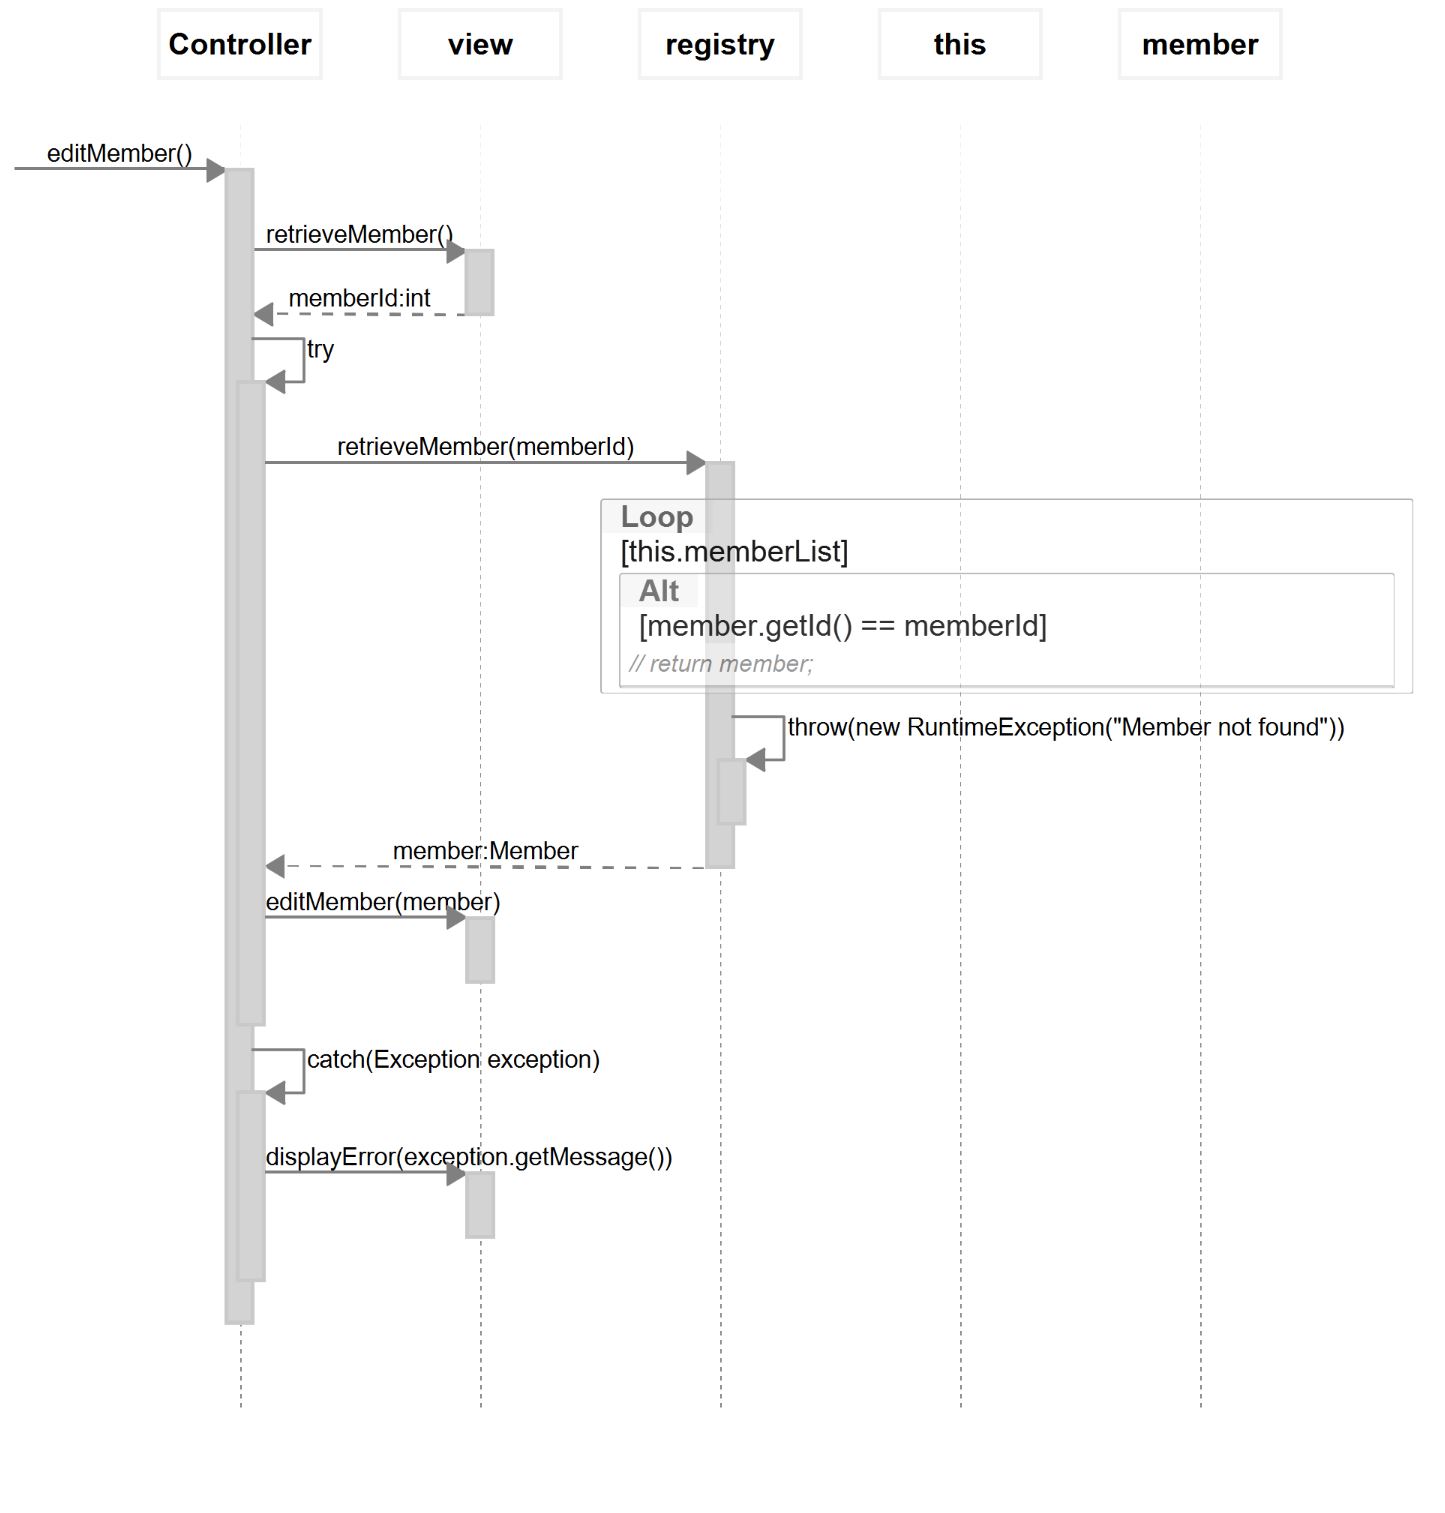 Controller
view
registry
this
member
editMember()
retrieveMember()
memberId:int
try
retrieveMember(memberId)
Loop
[this.memberList]
Alt
[member.getId() == memberId]
// return member;
throw(new RuntimeException("Member not found"))
member:Member
editMember(member)
catch(Exception exception)
displayError(exception.getMessage())